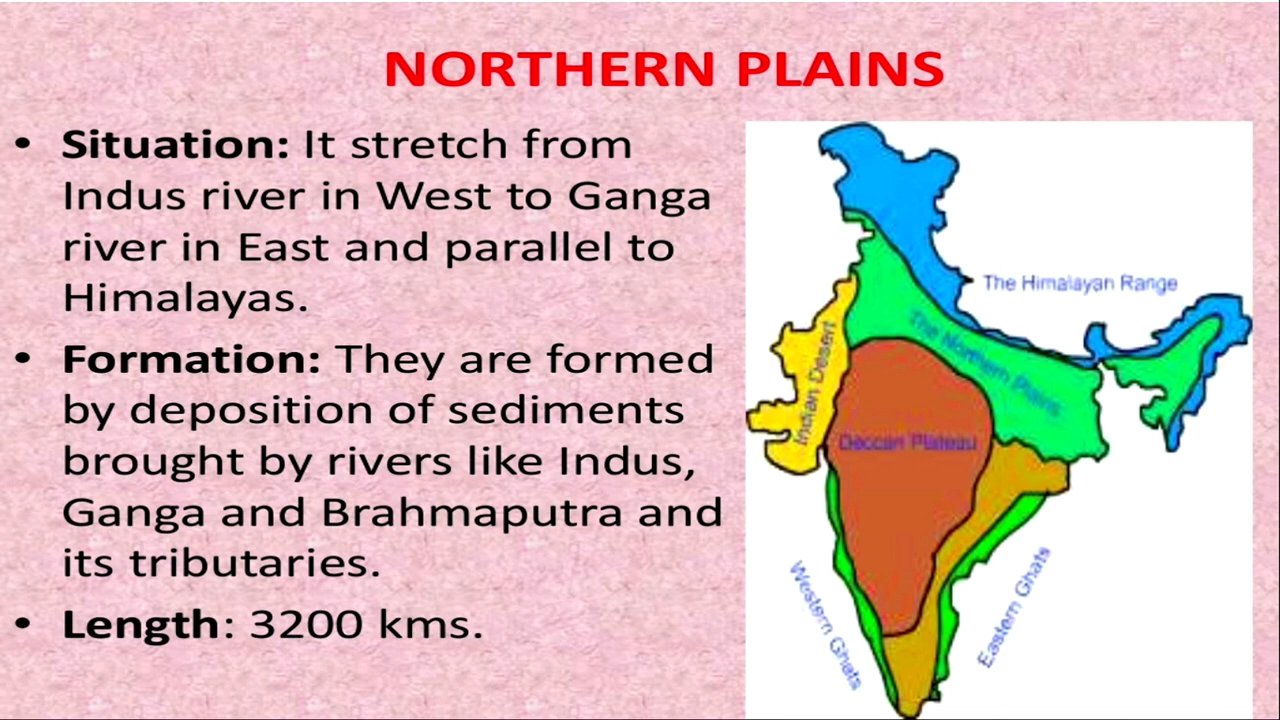 NORTHERN PLAINS
• Situation: It stretch from
Indus river in West to Ganga
river in East and parallel to
Himalayas.
• Formation: They are formed
by deposition of sediments
brought by rivers like Indus,
Ganga and Brahmaputra and
its tributaries.
• Length: 3200 kms.
The Himalayan Range
The Northern Plains
Indian Desert
Deccan Plateau
Western Ghats
Eastern Ghats